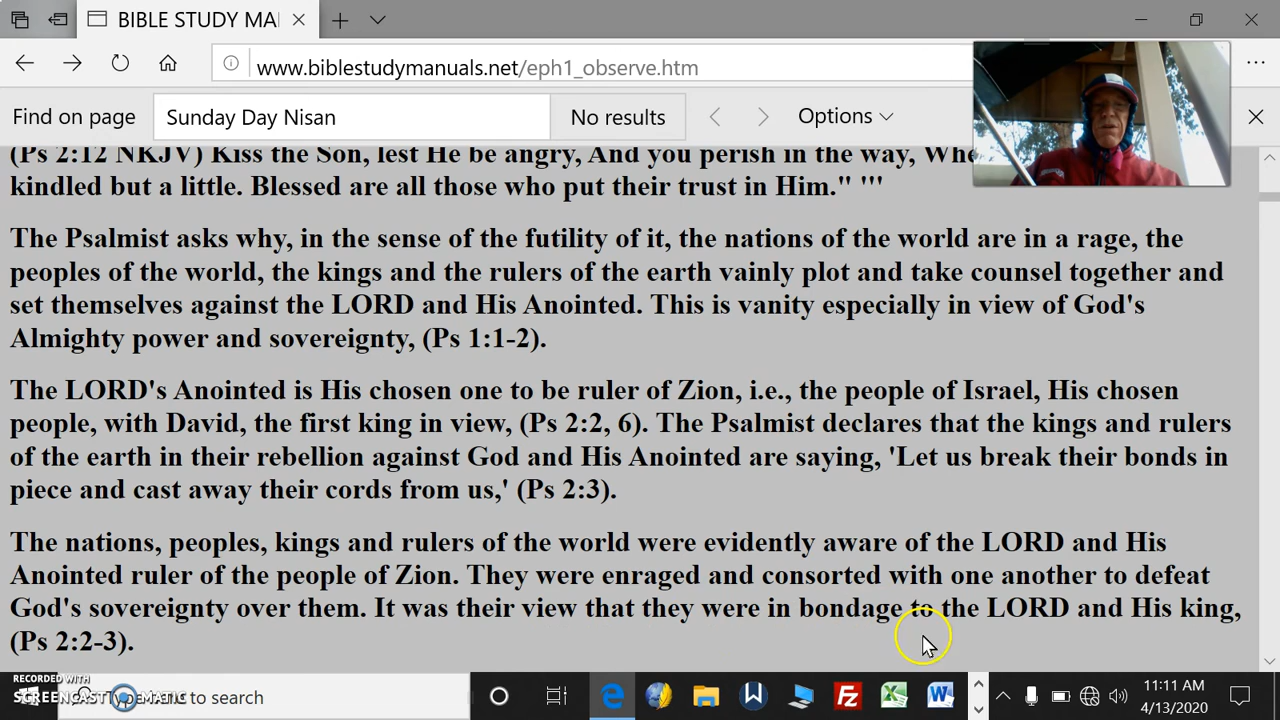 BIBLE STUDY MA
www.biblestudymanuals.net/eph1_observe.htm
Find on page
Sunday Day Nisan
No results
Options
(Ps 2:12 NKJV) Kiss the Son, lest He be angry, And you perish in the way, Whe
kindled but a little. Blessed are all those who put their trust in Him." '"
The Psalmist asks why, in the sense of the futility of it, the nations of the world are in a rage, the
peoples of the world, the kings and the rulers of the earth vainly plot and take counsel together and
set themselves against the LORD and His Anointed. This is vanity especially in view of God's
Almighty power and sovereignty, (Ps 1:1-2).
The LORD's Anointed is His chosen one to be ruler of Zion, i.e., the people of Israel, His chosen
people, with David, the first king in view, (Ps 2:2, 6). The Psalmist declares that the kings and rulers
of the earth in their rebellion against God and His Anointed are saying, 'Let us break their bonds in
piece and cast away their cords from us,' (Ps 2:3).
The nations, peoples, kings and rulers of the world were evidently aware of the LORD and His
Anointed ruler of the people of Zion. They were enraged and consorted with one another to defeat
God's sovereignty over them. It was their view that they were in bondage to the LORD and His king,
(Ps 2:2-3).
RECORDED WITH
SCREENCAST MATIC
Type here to search
11:11 AM
4/13/2020